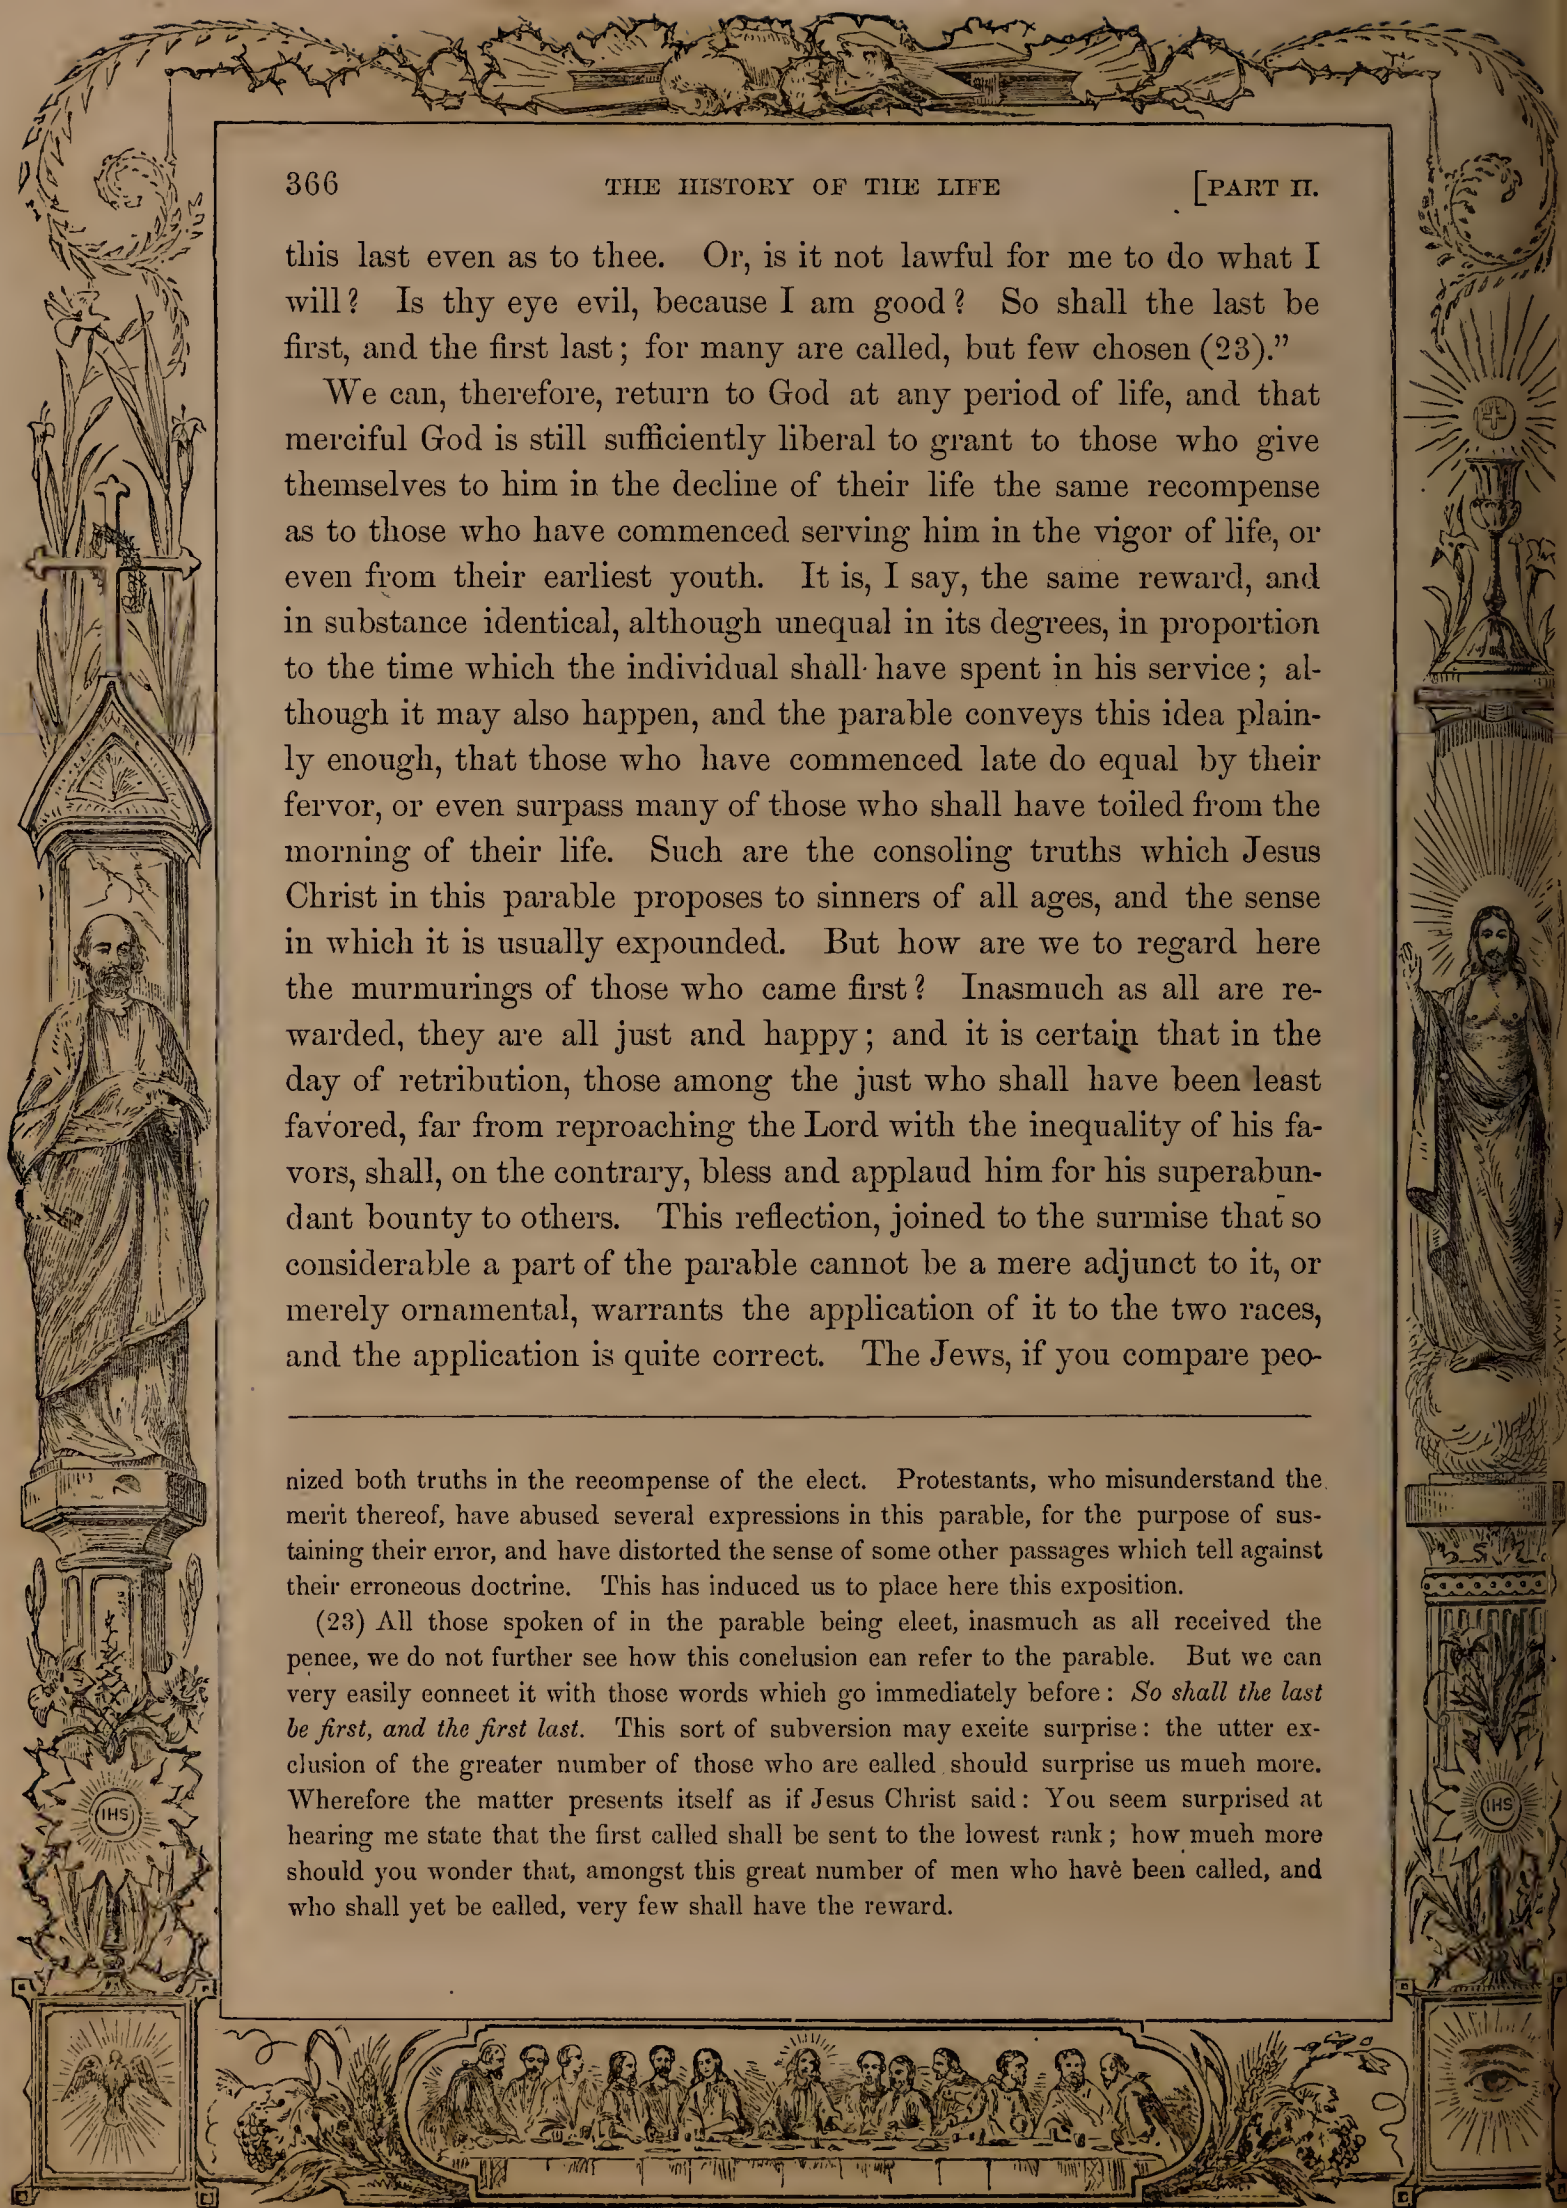 366 THE HISTORY OF THE LIFE [PART II.
this last even as to thee. Or, is it not lawful for me to do what I
will? Is thy eye evil, because I am good? So shall the last be
first, and the first last; for many are called, but few chosen (23).”
We can, therefore, return to God at any period of life, and that
merciful God is still sufficiently liberal to grant to those who give
themselves to him in the decline of their life the same recompense
as to those who have commenced serving him in the vigor of life, or
even from their earliest youth. It is, I say, the same reward, and
in substance identical, although unequal in its degrees, in proportion
to the time which the individual shall have spent in his service; al-
though it may also happen, and the parable conveys this idea plain-
ly enough, that those who have commenced late do equal by their
fervor, or even surpass many of those who shall have toiled from the
morning of their life. Such are the consoling truths which Jesus
Christ in this parable proposes to sinners of all ages, and the sense
in which it is usually expounded. But how are we to regard here
the murmurings of those who came first? Inasmuch as all are re-
warded, they are all just and happy; and it is certain that in the
day of retribution, those among the just who shall have been least
favored, far from reproaching the Lord with the inequality of his fa-
vors, shall, on the contrary, bless and applaud him for his superabun-
dant bounty to others. This reflection, joined to the surmise that so
considerable a part of the parable cannot be a mere adjunct to it, or
merely ornamental, warrants the application of it to the two races,
and the application is quite correct. The Jews, if you compare peo-
nized both truths in the recompense of the elect. Protestants, who misunderstand the
merit thereof, have abused several expressions in this parable, for the purpose of sus-
taining their error, and have distorted the sense of some other passages which tell against
their erroneous doctrine. This has induced us to place here this exposition.
(23) All those spoken of in the parable being elect, inasmuch as all received the
pence, we do not further see how this conclusion can refer to the parable. But we can
very easily connect it with those words which go immediately before: So shall the last
be first, and the first last. This sort of subversion may excite surprise: the utter ex-
clusion of the greater number of those who are called should surprise us much more.
Wherefore the matter presents itself as if Jesus Christ said: You seem surprised at
hearing me state that the first called shall be sent to the lowest rank; how much more
should you wonder that, amongst this great number of men who have been called, and
who shall yet be called, very few shall have the reward.
IHS
IHS